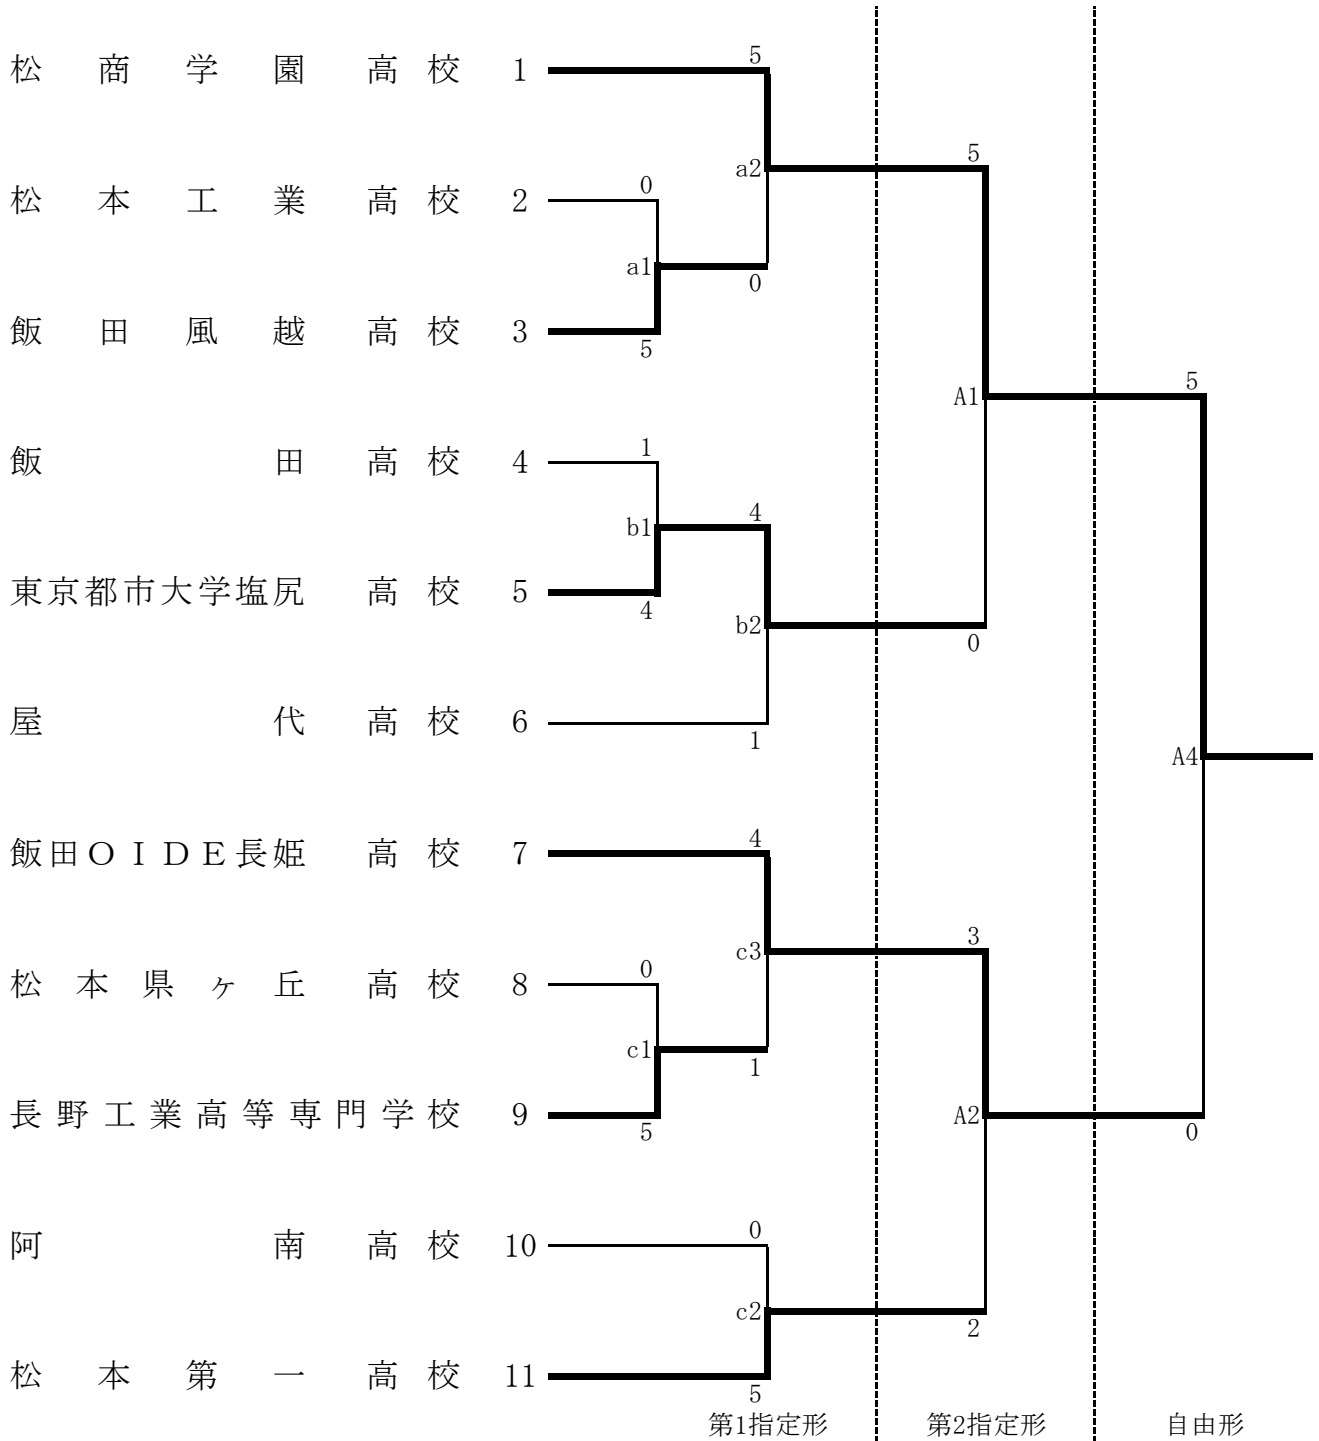 5
松商学園高校 1
5
a2
0
松本工業高校 2
a1
0
飯田風越高校 3
5
A1
5
1
飯田高校 4
4
b1
東京都市大学塩尻高校 5
4
b2
0
屋代高校 6
1
A4
4
飯田ＯＩＤＥ長姫高校 7
3
c3
0
松本県ヶ丘高校 8
c1
1
長野工業高等専門学校 9
A2
5
0
0
阿南高校 10
c2
2
松本第一高校 11
5
第1指定形 第2指定形 自由形